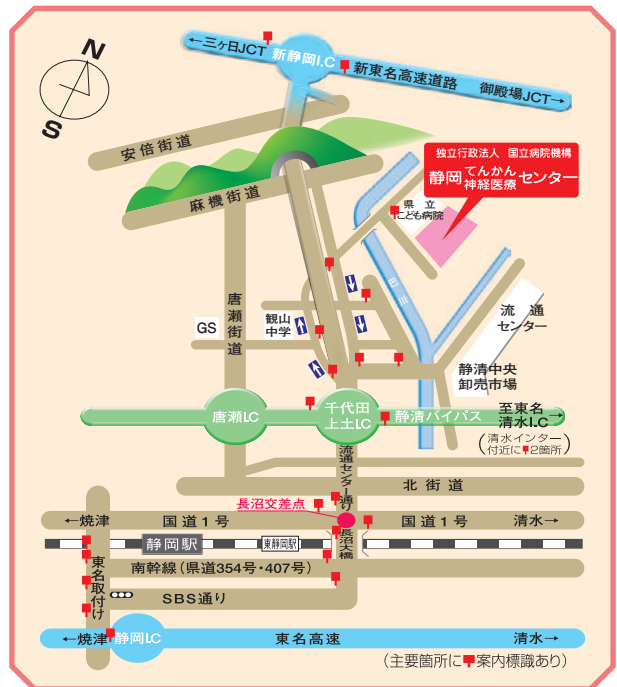 N
S
←三ヶ日JCT
新静岡I.C
新東名高速道路
御殿場JCT→
安倍街道
独立行政法人 国立病院機構
静岡てんかん神経医療センター
麻機街道
県立
こども病院
巴川
唐瀬街道
GS
観山
中学
流通
センター
静清中央
卸売市場
唐瀬I.C
千代田
上土I.C
静清バイパス
至東名
清水I.C
(清水インター
付近に2箇所)
流通センター通り
北街道
長沼交差点
←焼津
国道1号
国道1号
清水→
静岡駅
東静岡駅
長沼大橋
東名取付け
南幹線(県道354号・407号)
SBS通り
←焼津
静岡I.C
東名高速
清水→
(主要箇所に案内標識あり)